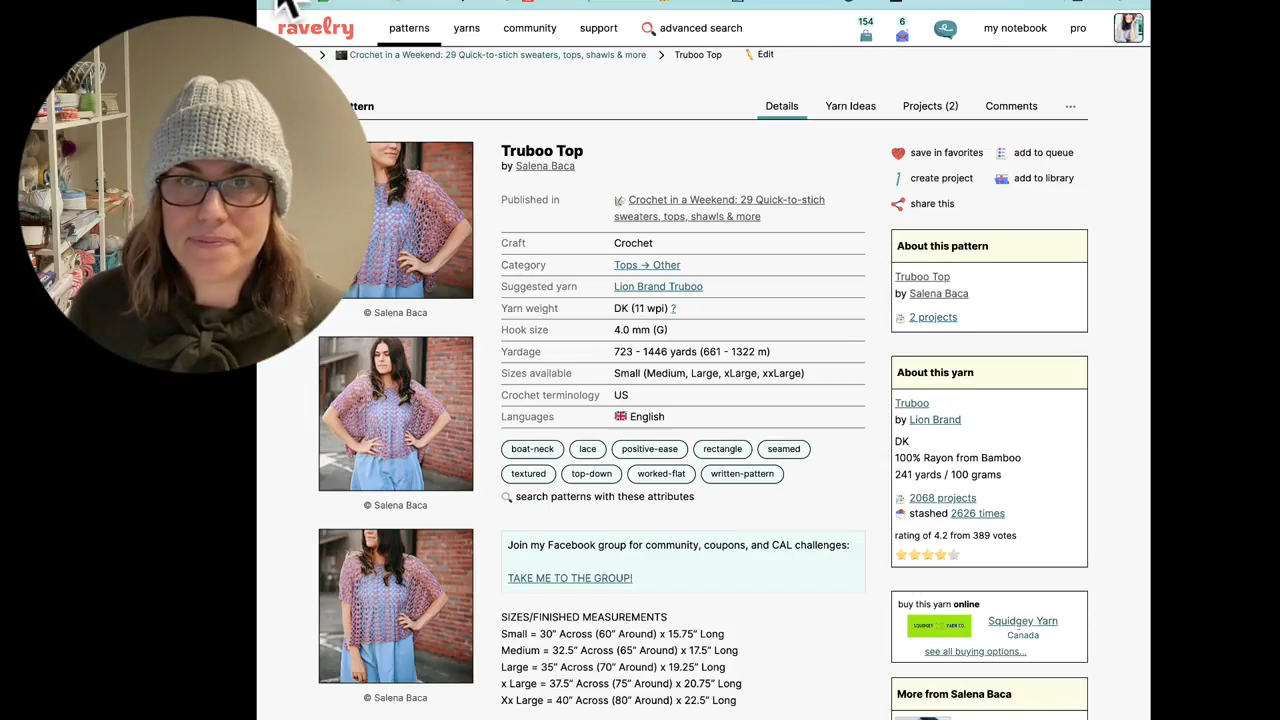 ravelry
patterns
yarns
community
support
advanced search
154
6
my notebook
pro
Crochet in a Weekend: 29 Quick-to-stich sweaters, tops, shawls & more
Truboo Top
Edit
Details
Yarn Ideas
Projects (2)
Comments
...
Truboo Top
by Salena Baca
Published in
Crochet in a Weekend: 29 Quick-to-stich
sweaters, tops, shawls & more
Craft
Crochet
Category
Tops → Other
Suggested yarn
Lion Brand Truboo
Yarn weight
DK (11 wpi) ?
Hook size
4.0 mm (G)
Yardage
723 - 1446 yards (661 - 1322 m)
Sizes available
Small (Medium, Large, xLarge, xxLarge)
Crochet terminology
US
Languages
English
boat-neck
lace
positive-ease
rectangle
seamed
textured
top-down
worked-flat
written-pattern
search patterns with these attributes
Join my Facebook group for community, coupons, and CAL challenges:
TAKE ME TO THE GROUP!
SIZES/FINISHED MEASUREMENTS
Small = 30” Across (60” Around) x 15.75” Long
Medium = 32.5” Across (65” Around) x 17.5” Long
Large = 35” Across (70” Around) x 19.25” Long
x Large = 37.5” Across (75” Around) x 20.75” Long
Xx Large = 40” Across (80” Around) x 22.5” Long
© Salena Baca
© Salena Baca
© Salena Baca
save in favorites
add to queue
create project
add to library
share this
About this pattern
Truboo Top
by Salena Baca
2 projects
About this yarn
Truboo
by Lion Brand
DK
100% Rayon from Bamboo
241 yards / 100 grams
2068 projects
stashed 2626 times
rating of 4.2 from 389 votes
buy this yarn online
SQUIDGEY YARN CO.
Squidgey Yarn
Canada
see all buying options...
More from Salena Baca